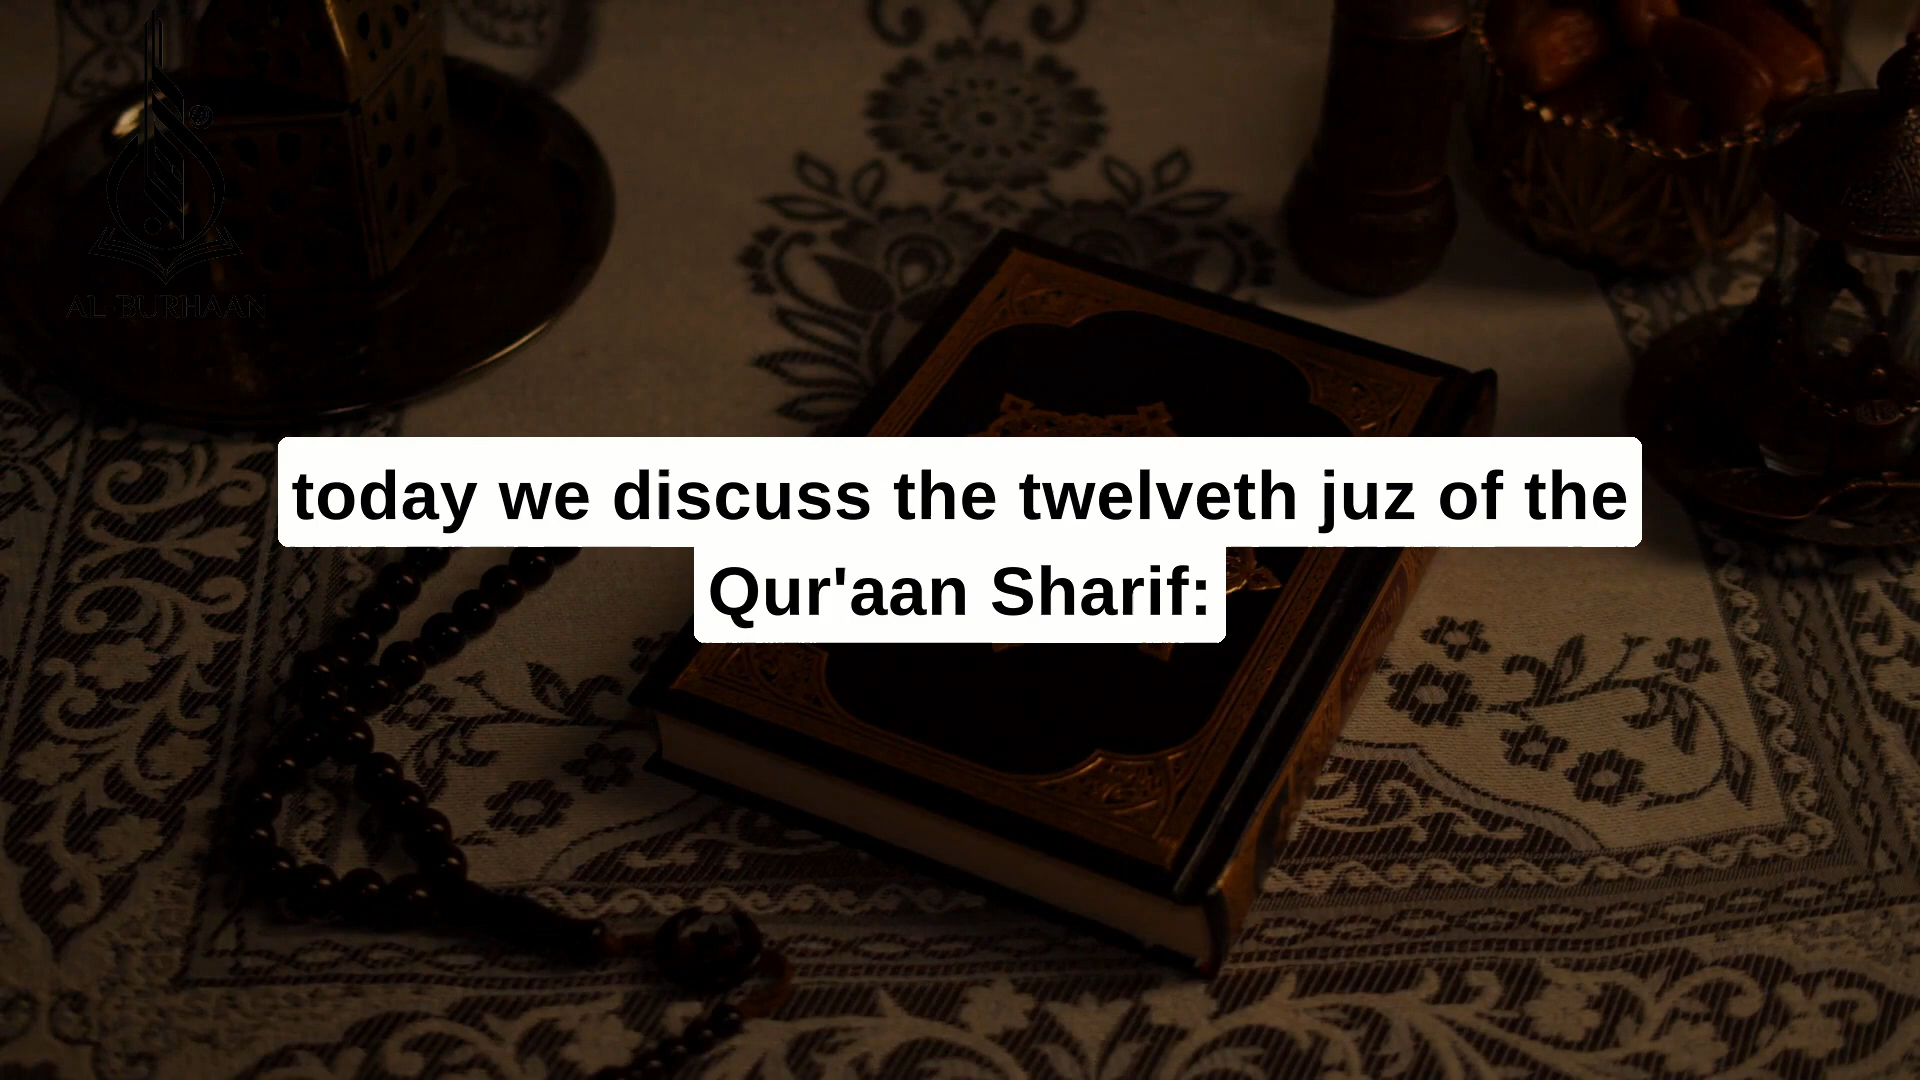 AL-BURHAAN
today we discuss the twelveth juz of the
Qur'aan Sharif: